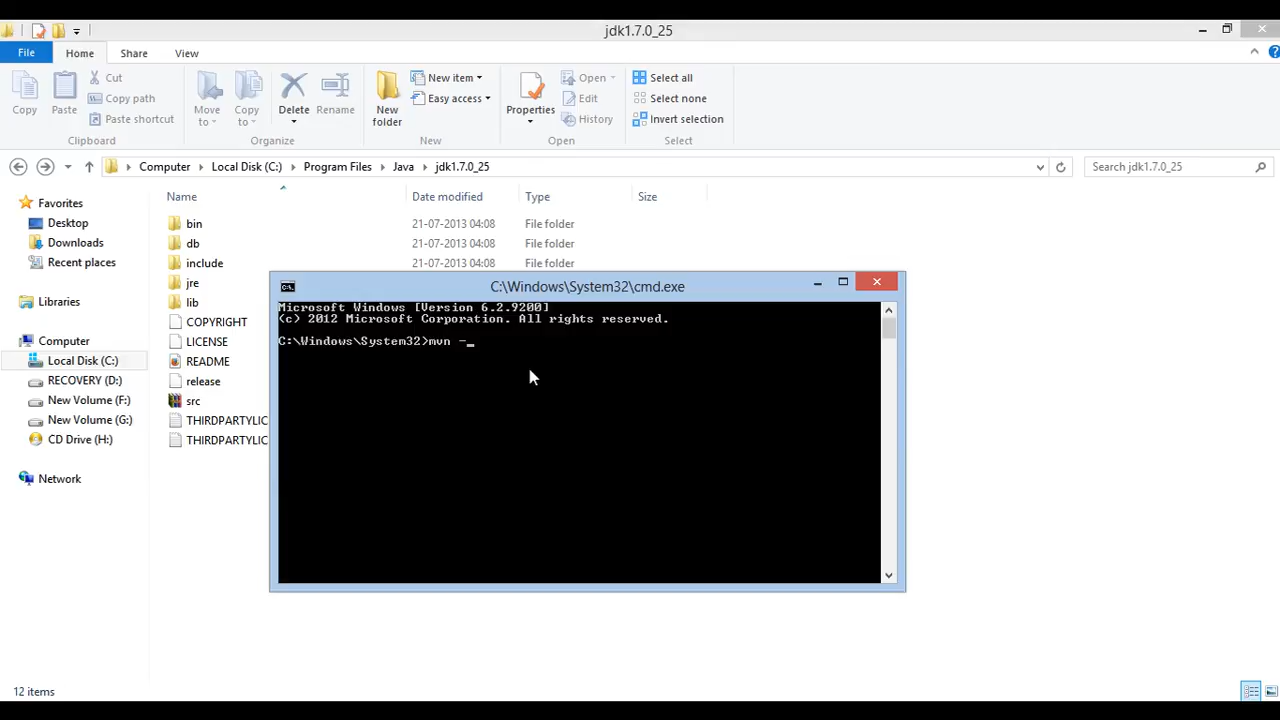 jdk1.7.0_25
File
Home
Share
View
Copy
Paste
Cut
Copy path
Paste shortcut
Clipboard
Move to
Copy to
Delete
Rename
Organize
New folder
New item
Easy access
New
Properties
Open
Edit
History
Open
Select all
Select none
Invert selection
Select
Computer
Local Disk (C:)
Program Files
Java
jdk1.7.0_25
Search jdk1.7.0_25
Name
Date modified
Type
Size
Favorites
Desktop
Downloads
Recent places
Libraries
Computer
Local Disk (C:)
RECOVERY (D:)
New Volume (F:)
New Volume (G:)
CD Drive (H:)
Network
bin 21-07-2013 04:08 File folder
db 21-07-2013 04:08 File folder
include 21-07-2013 04:08 File folder
jre
lib
COPYRIGHT
LICENSE
README
release
src
THIRDPARTYLIC
THIRDPARTYLIC
C:\Windows\System32\cmd.exe
Microsoft Windows [Version 6.2.9200]
(c) 2012 Microsoft Corporation. All rights reserved.
C:\Windows\System32>mvn -_
12 items